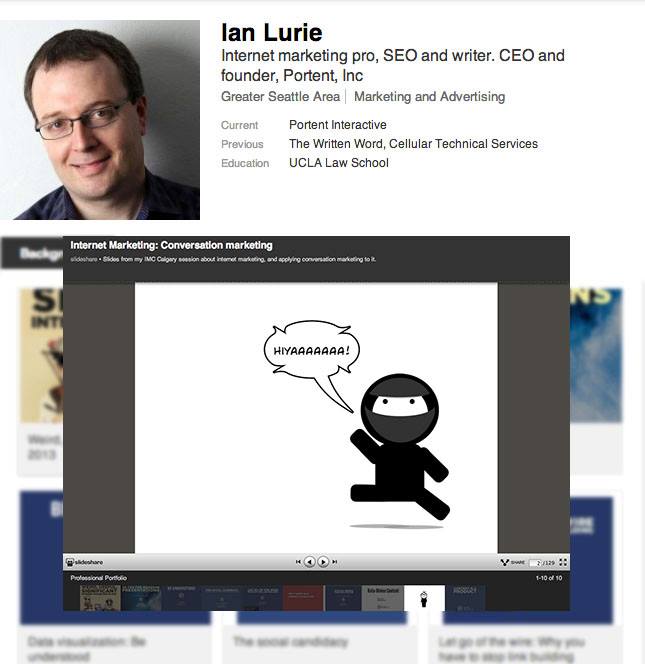 Ian Lurie
Internet marketing pro, SEO and writer. CEO and
founder, Portent, Inc
Greater Seattle Area | Marketing and Advertising
Current Portent Interactive
Previous The Written Word, Cellular Technical Services
Education UCLA Law School
Internet Marketing: Conversation marketing
slideshare • Slides from my IMC Calgary session about internet marketing, and applying conversation marketing to it.
HIYAAAAAAA!
slideshare
SHARE
2 /129
Professional Portfolio
1-10 of 10
Weird,
2013
Data visualization: Be
understood
The social candidacy
Let go of the wire: Why you
have to stop link building